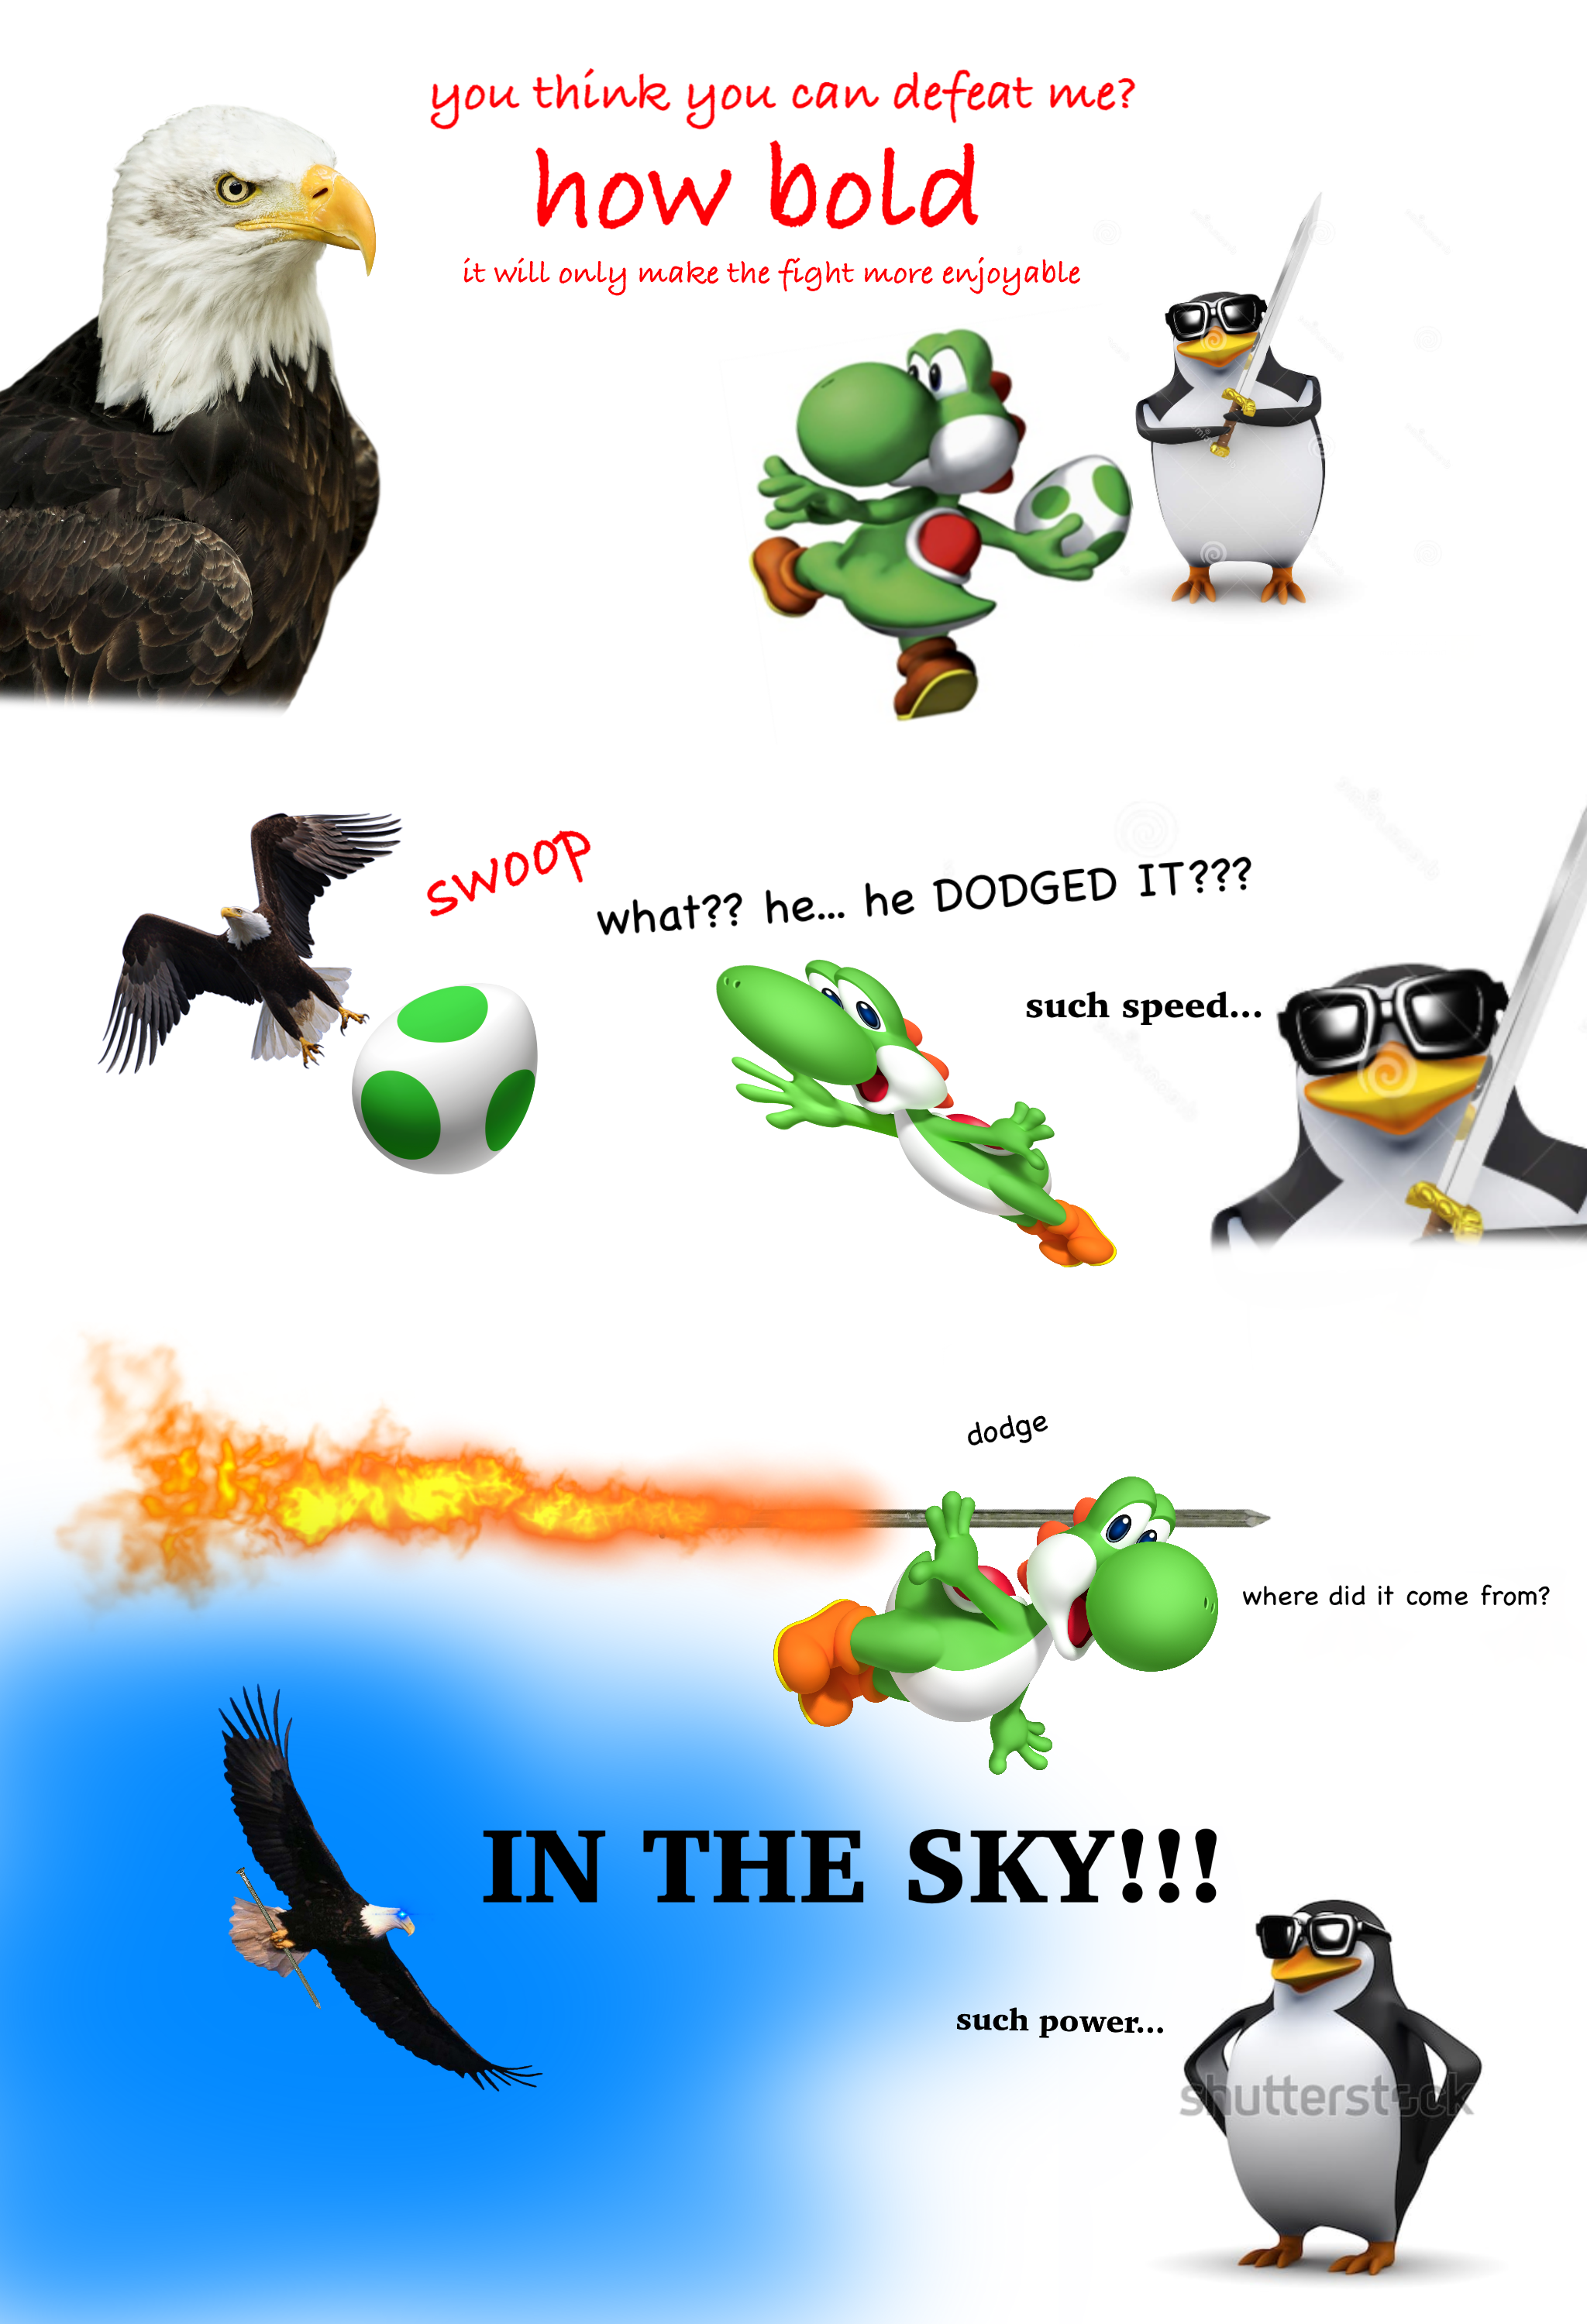 you think you can defeat me?
how bold
it will only make the fight more enjoyable
swoop
what?? he... he DODGED IT???
such speed...
dodge
where did it come from?
IN THE SKY!!!
such power...
shutterstock